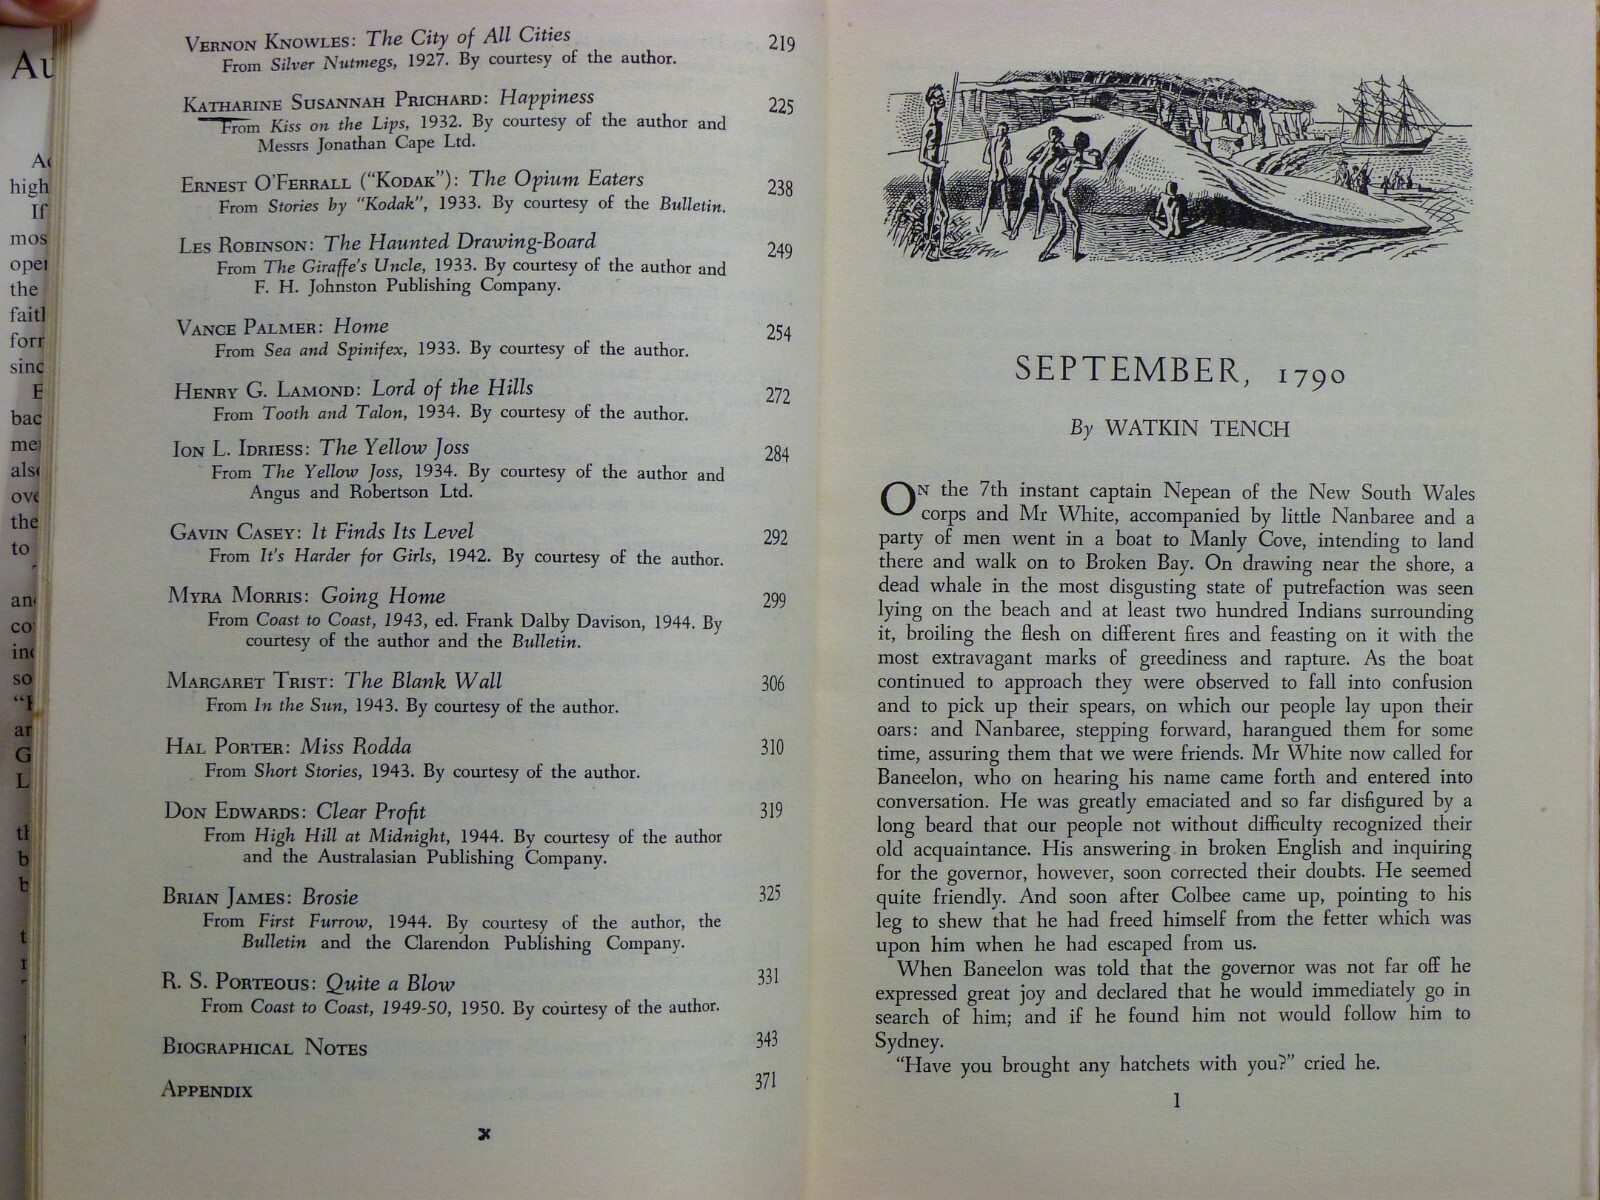 VERNON KNOWLES: The City of All Cities 219
From Silver Nutmegs, 1927. By courtesy of the author.
KATHARINE SUSANNAH PRICHARD: Happiness 225
From Kiss on the Lips, 1932. By courtesy of the author and
Messrs Jonathan Cape Ltd.
ERNEST O'FERRALL ("KODAK"): The Opium Eaters 238
From Stories by "Kodak", 1933. By courtesy of the Bulletin.
LES ROBINSON: The Haunted Drawing-Board 249
From The Giraffe's Uncle, 1933. By courtesy of the author and
F. H. Johnston Publishing Company.
VANCE PALMER: Home 254
From Sea and Spinifex, 1933. By courtesy of the author.
HENRY G. LAMOND: Lord of the Hills 272
From Tooth and Talon, 1934. By courtesy of the author.
ION L. IDRIESS: The Yellow Joss 284
From The Yellow Joss, 1934. By courtesy of the author and
Angus and Robertson Ltd.
GAVIN CASEY: It Finds Its Level 292
From It's Harder for Girls, 1942. By courtesy of the author.
MYRA MORRIS: Going Home 299
From Coast to Coast, 1943, ed. Frank Dalby Davison, 1944. By
courtesy of the author and the Bulletin.
MARGARET TRIST: The Blank Wall 306
From In the Sun, 1943. By courtesy of the author.
HAL PORTER: Miss Rodda 310
From Short Stories, 1943. By courtesy of the author.
DON EDWARDS: Clear Profit 319
From High Hill at Midnight, 1944. By courtesy of the author
and the Australasian Publishing Company.
BRIAN JAMES: Brosie 325
From First Furrow, 1944. By courtesy of the author, the
Bulletin and the Clarendon Publishing Company.
R. S. PORTEOUS: Quite a Blow 331
From Coast to Coast, 1949-50, 1950. By courtesy of the author.
BIOGRAPHICAL NOTES 343
APPENDIX 371
x
SEPTEMBER, 1790
By WATKIN TENCH
ON the 7th instant captain Nepean of the New South Wales
corps and Mr White, accompanied by little Nanbaree and a
party of men went in a boat to Manly Cove, intending to land
there and walk on to Broken Bay. On drawing near the shore, a
dead whale in the most disgusting state of putrefaction was seen
lying on the beach and at least two hundred Indians surrounding
it, broiling the flesh on different fires and feasting on it with the
most extravagant marks of greediness and rapture. As the boat
continued to approach they were observed to fall into confusion
and to pick up their spears, on which our people lay upon their
oars: and Nanbaree, stepping forward, harangued them for some
time, assuring them that we were friends. Mr White now called for
Baneelon, who on hearing his name came forth and entered into
conversation. He was greatly emaciated and so far disfigured by a
long beard that our people not without difficulty recognized their
old acquaintance. His answering in broken English and inquiring
for the governor, however, soon corrected their doubts. He seemed
quite friendly. And soon after Colbee came up, pointing to his
leg to shew that he had freed himself from the fetter which was
upon him when he had escaped from us.
When Baneelon was told that the governor was not far off he
expressed great joy and declared that he would immediately go in
search of him; and if he found him not would follow him to
Sydney.
"Have you brought any hatchets with you?" cried he.
1